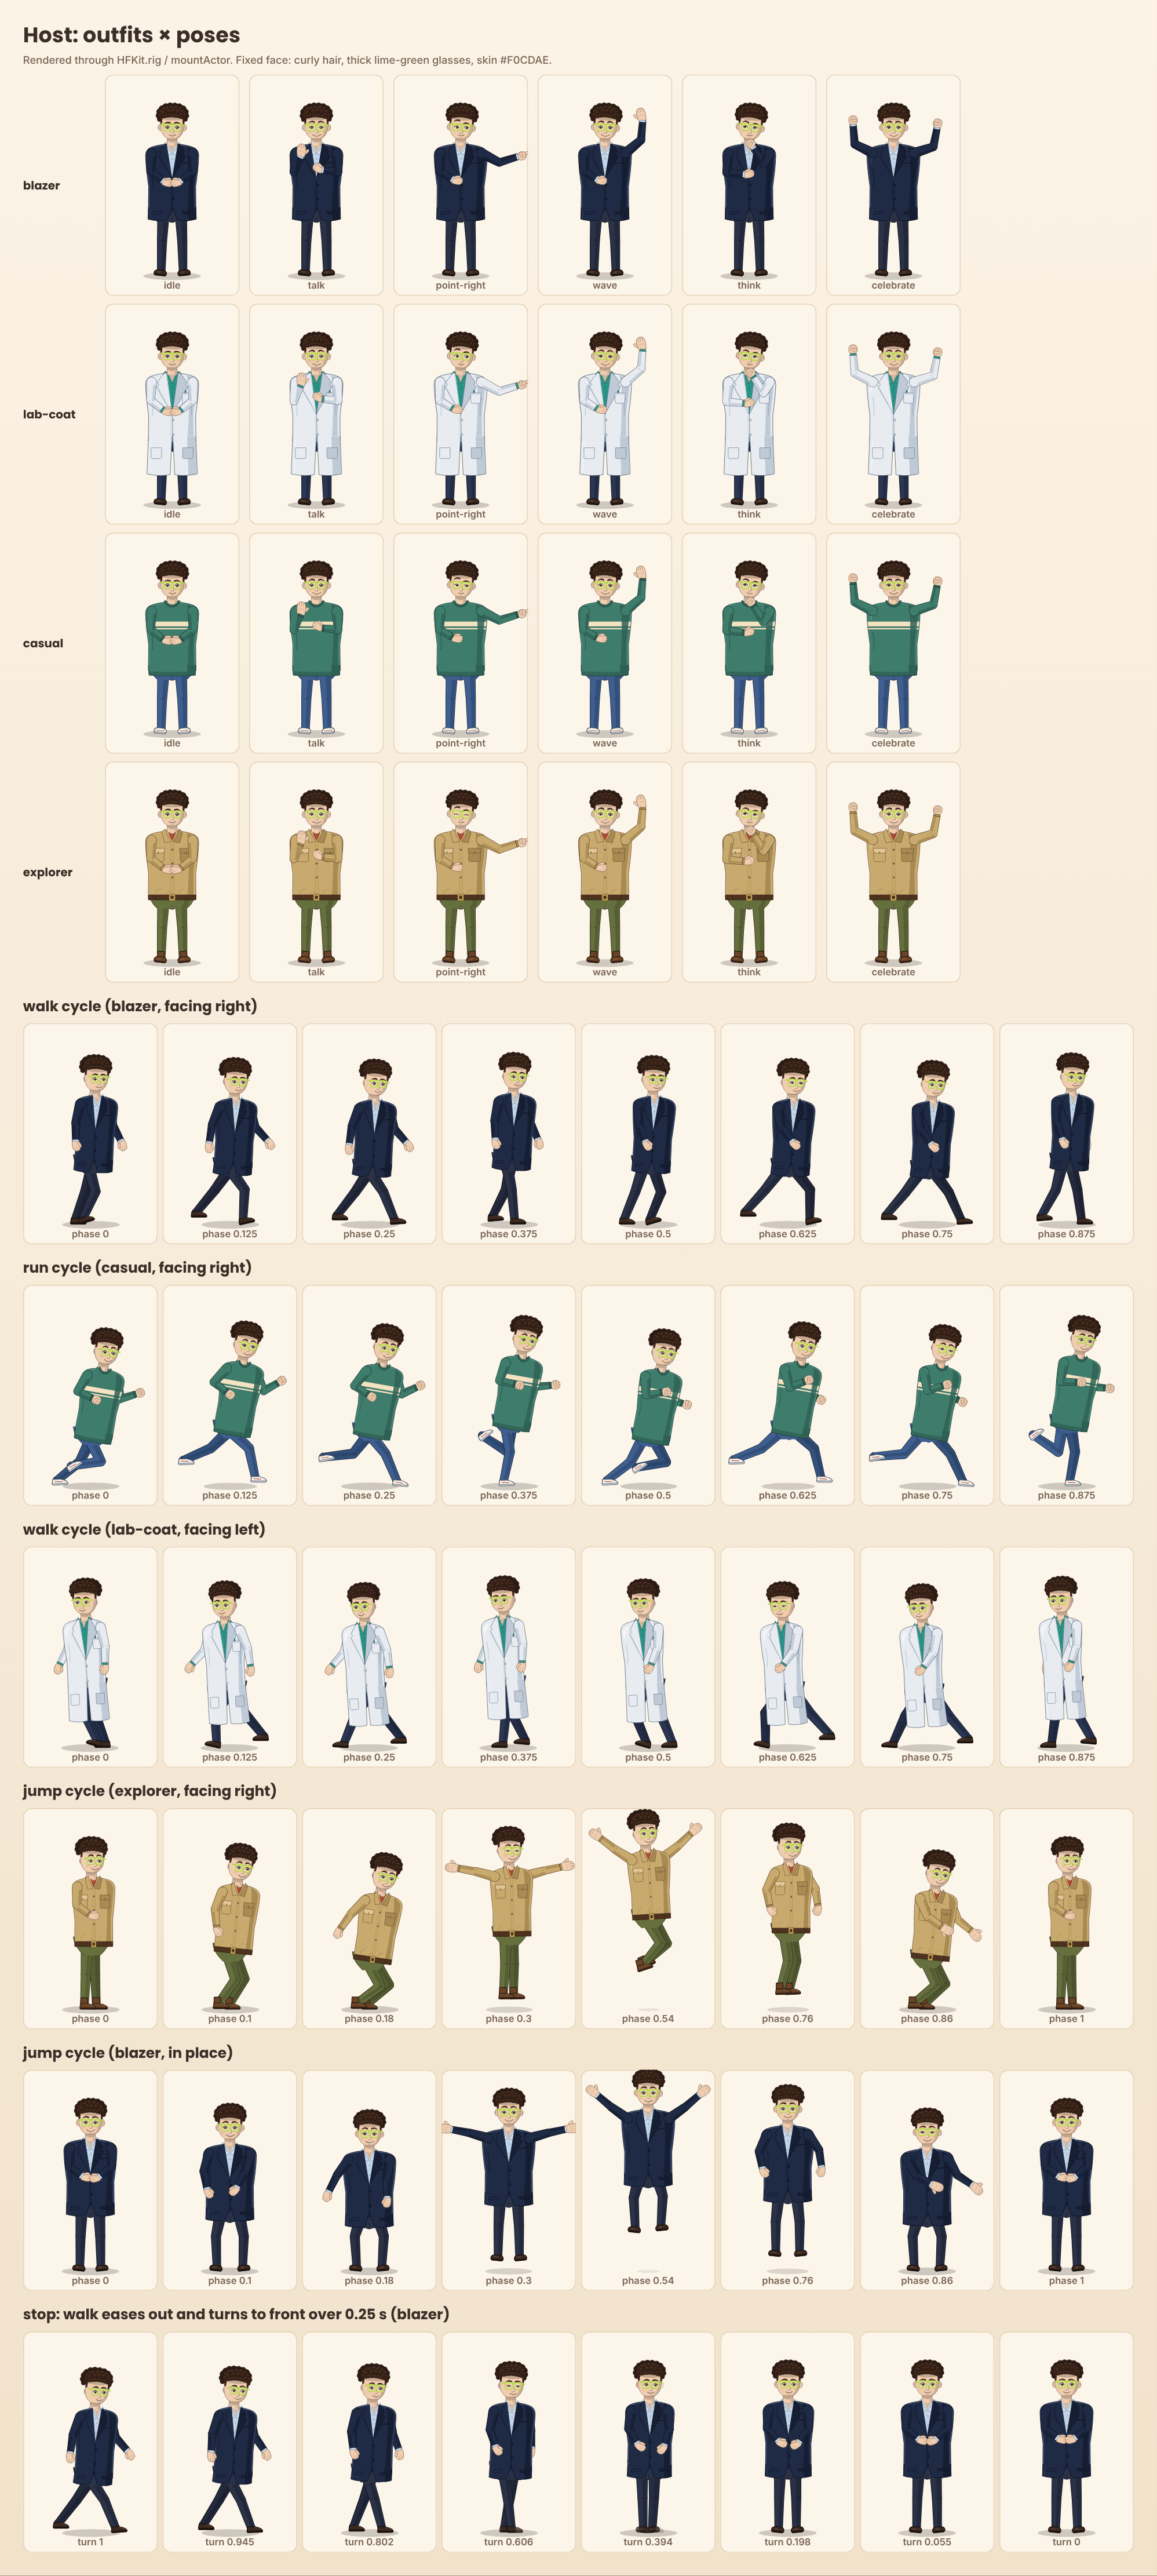 Host: outfits × poses
Rendered through HFKit.rig / mountActor. Fixed face: curly hair, thick lime-green glasses, skin #F0CDAE.
blazer
idle talk point-right wave think celebrate
lab-coat
idle talk point-right wave think celebrate
casual
idle talk point-right wave think celebrate
explorer
idle talk point-right wave think celebrate
walk cycle (blazer, facing right)
phase 0 phase 0.125 phase 0.25 phase 0.375 phase 0.5 phase 0.625 phase 0.75 phase 0.875
run cycle (casual, facing right)
phase 0 phase 0.125 phase 0.25 phase 0.375 phase 0.5 phase 0.625 phase 0.75 phase 0.875
walk cycle (lab-coat, facing left)
phase 0 phase 0.125 phase 0.25 phase 0.375 phase 0.5 phase 0.625 phase 0.75 phase 0.875
jump cycle (explorer, facing right)
phase 0 phase 0.1 phase 0.18 phase 0.3 phase 0.54 phase 0.76 phase 0.86 phase 1
jump cycle (blazer, in place)
phase 0 phase 0.1 phase 0.18 phase 0.3 phase 0.54 phase 0.76 phase 0.86 phase 1
stop: walk eases out and turns to front over 0.25 s (blazer)
turn 1 turn 0.945 turn 0.802 turn 0.606 turn 0.394 turn 0.198 turn 0.055 turn 0